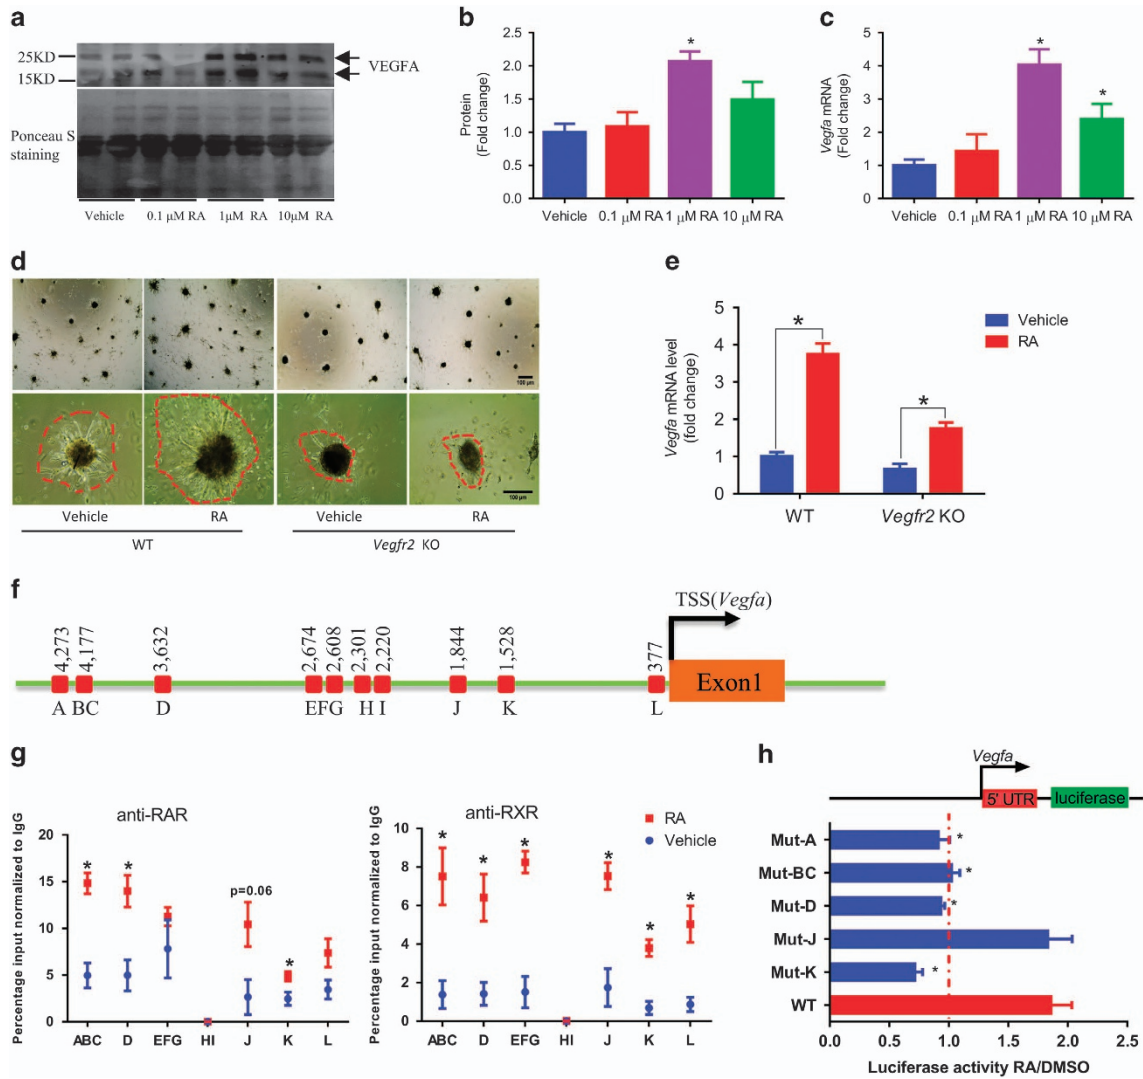 a
25KD
15KD
VEGFA
Ponceau S
staining
Vehicle
0.1 μM RA
1μM RA
10μM RA
b
Protein
(Fold change)
2.5
2.0
1.5
1.0
0.5
0.0
*
Vehicle
0.1 μM RA
1 μM RA
10 μM RA
c
Vegfa mRNA
(Fold change)
5
4
3
2
1
0
*
*
Vehicle
0.1 μM RA
1 μM RA
10 μM RA
d
100 μm
100 μm
Vehicle
RA
Vehicle
RA
WT
Vegfr2 KO
e
Vegfa mRNA level
(fold change)
5
4
3
2
1
0
*
*
Vehicle
RA
WT
Vegfr2 KO
f
4,273
4,177
3,632
2,674
2,608
2,301
2,220
1,844
1,528
377
TSS(Vegfa)
Exon1
A
BC
D
EFG
H
I
J
K
L
g
anti-RAR
Percentage input normalized to IgG
20
15
10
5
0
*
*
p=0.06
*
ABC
D
EFG
HI
J
K
L
anti-RXR
Percentage input normalized to IgG
10
8
6
4
2
0
*
*
*
*
*
*
RA
Vehicle
ABC
D
EFG
HI
J
K
L
h
Vegfa
5' UTR
luciferase
Mut-A
*
Mut-BC
*
Mut-D
*
Mut-J
Mut-K
*
WT
0.0
0.5
1.0
1.5
2.0
2.5
Luciferase activity RA/DMSO